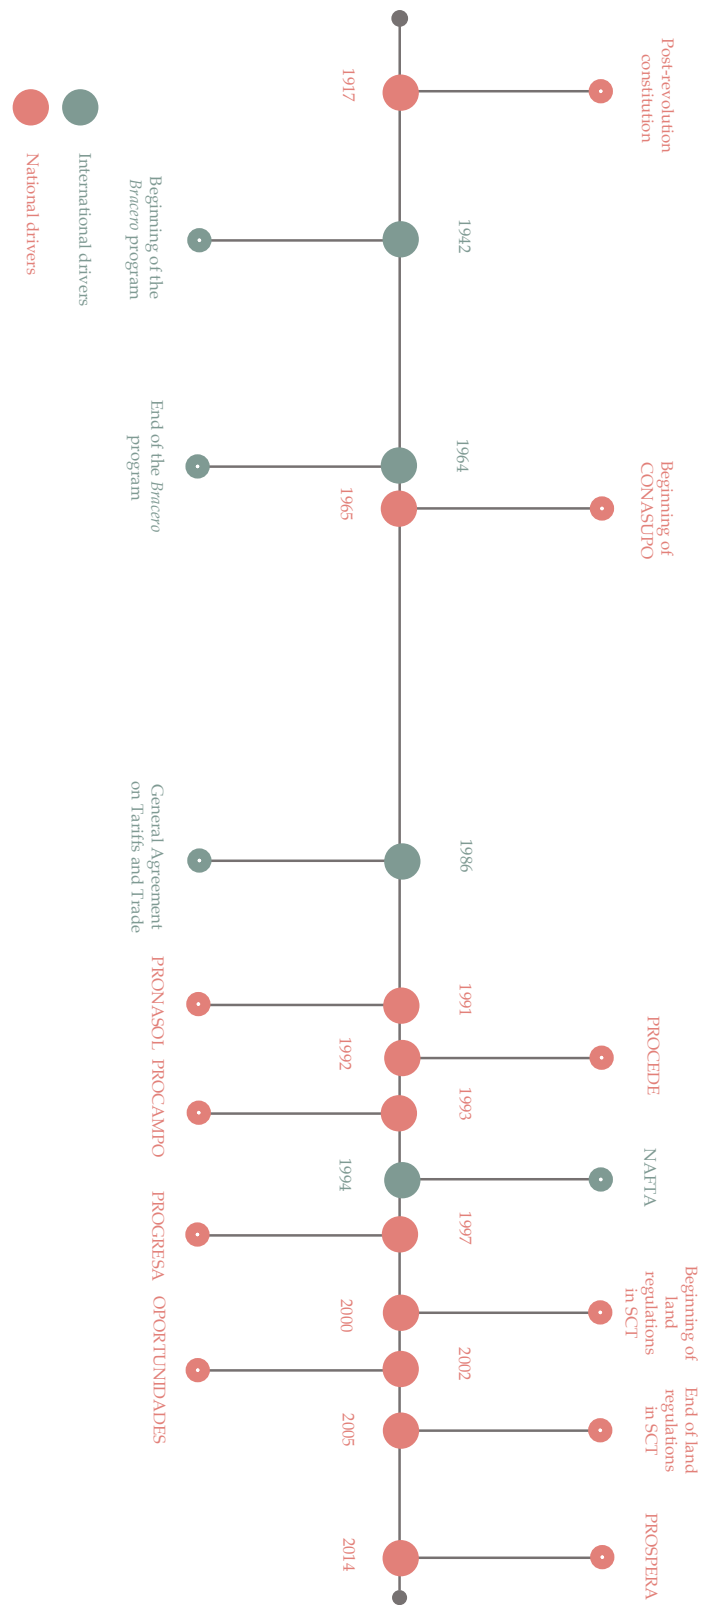 Post-revolution
constitution
1917
1942
Beginning of the
Bracero program
1964
End of the Bracero
program
1965
Beginning of
CONASUPO
1986
General Agreement
on Tariffs and Trade
1991
PRONASOL
1992
PROCEDE
1993
PROCAMPO
1994
NAFTA
1997
PROGRESA
2000
Beginning of
land
regulations
in SCT
2002
OPORTUNIDADES
2005
End of land
regulations
in SCT
2014
PROSPERA
International drivers
National drivers